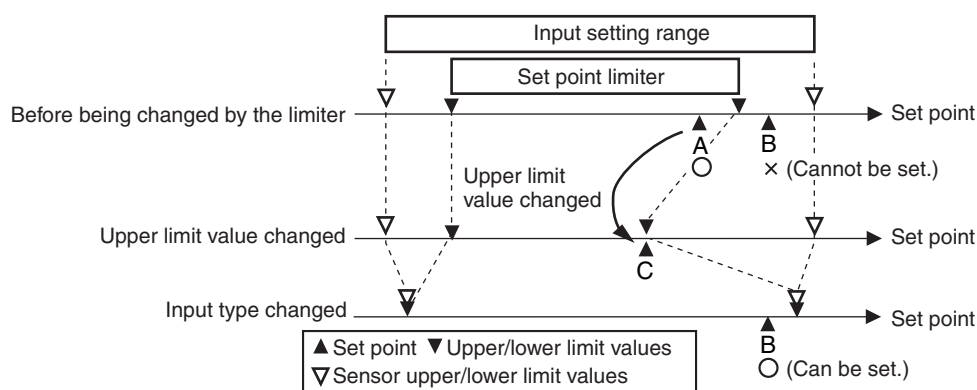 Input setting range
Set point limiter
Before being changed by the limiter
Set point
A
B
× (Cannot be set.)
Upper limit
value changed
Upper limit value changed
Set point
C
Input type changed
Set point
B
(Can be set.)
▲ Set point ▼ Upper/lower limit values
▽ Sensor upper/lower limit values